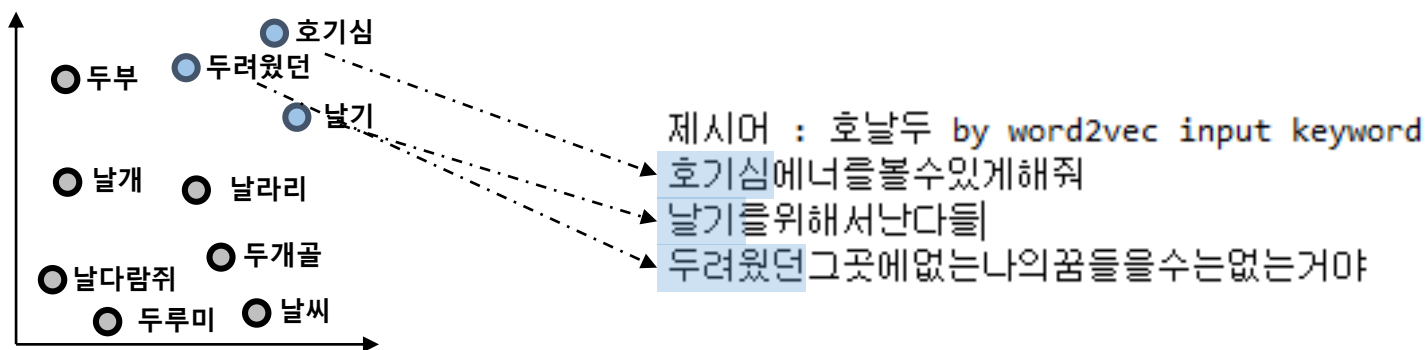 호기심
두려웠던
두부
날기
날개
날라리
두개골
날다람쥐
두루미
날씨
제시어 : 호날두 by word2vec input keyword
호기심에너를볼수있게해줘
날기를위해서난다들
두려웠던그곳에없는나의꿈들을수는없는거야